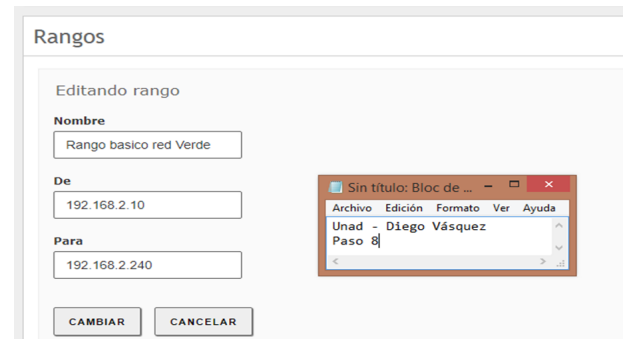 Rangos
Editando rango
Nombre
Rango basico red Verde
De
192.168.2.10
Para
192.168.2.240
CAMBIAR CANCELAR
Sin título: Bloc de ...
Archivo Edición Formato Ver Ayuda
Unad - Diego Vásquez
Paso 8